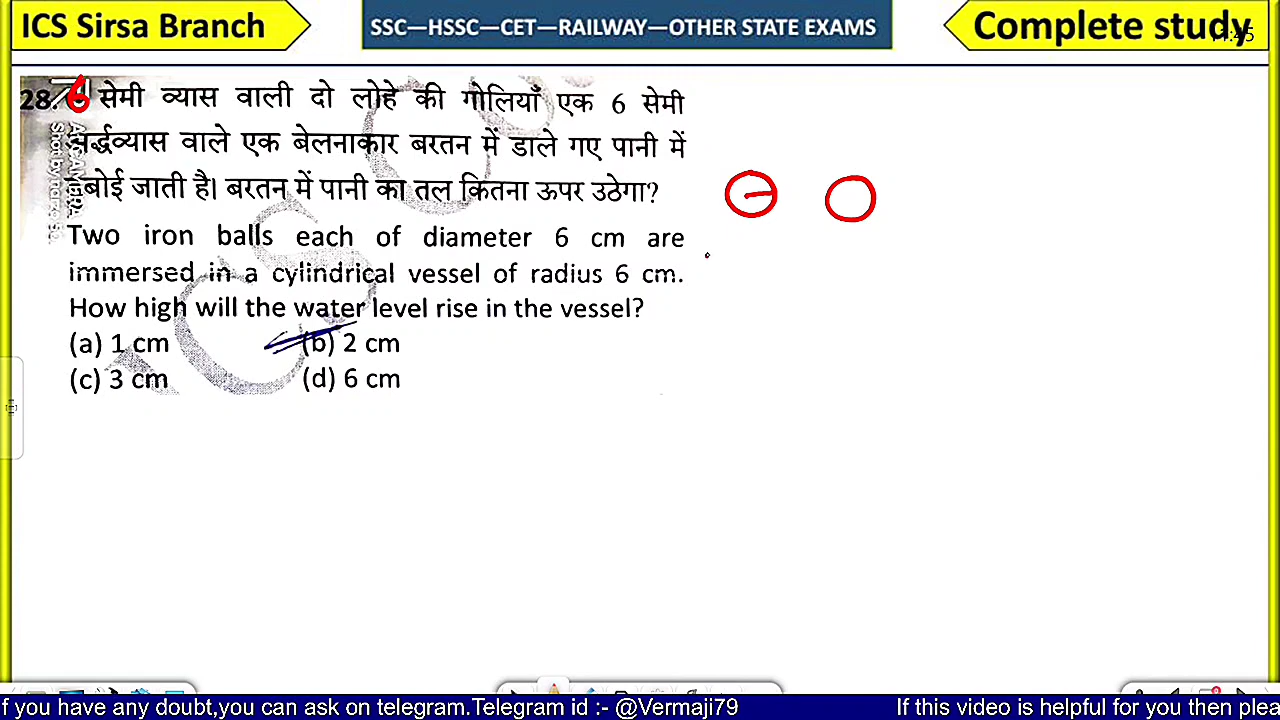 ICS Sirsa Branch
SSC—HSSC—CET—RAILWAY—OTHER STATE EXAMS
Complete study
28. 6 सेमी व्यास वाली दो लोहे की गोलियाँ एक 6 सेमी
अर्द्धव्यास वाले एक बेलनाकार बरतन में डाले गए पानी में
डुबोई जाती है। बरतन में पानी का तल कितना ऊपर उठेगा?
Two iron balls each of diameter 6 cm are
immersed in a cylindrical vessel of radius 6 cm.
How high will the water level rise in the vessel?
(a) 1 cm (b) 2 cm
(c) 3 cm (d) 6 cm
f you have any doubt,you can ask on telegram.Telegram id :- @Vermaji79 If this video is helpful for you then plea